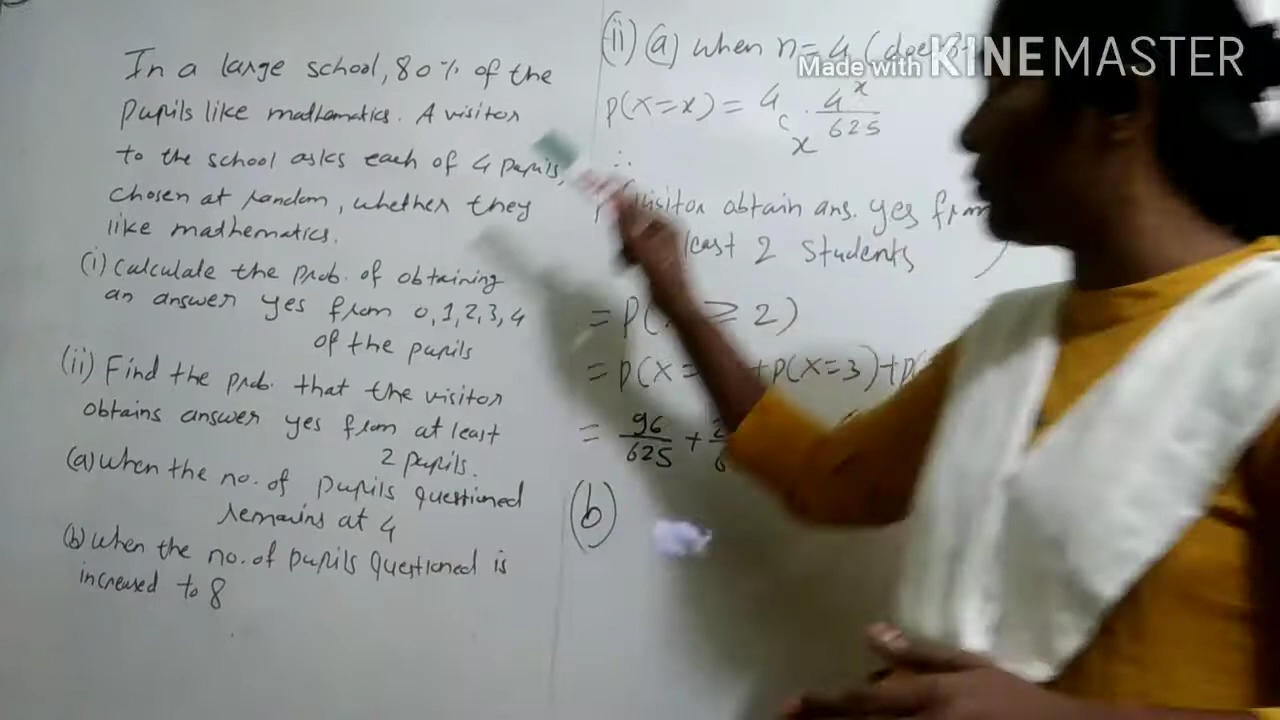 In a large school, 80% of the
pupils like mathematics. A visitor
to the school asks each of 4 pupils,
chosen at random, whether they
like mathematics.
(i) Calculate the prob. of obtaining
an answer yes from 0, 1, 2, 3, 4
of the pupils
(ii) Find the prob. that the visitor
obtains answer yes from at least
2 pupils.
(a) when the no. of pupils questioned
remains at 4
(b) when the no. of pupils questioned is
increased to 8
(ii) (a) when n=4
P(X=x) = 4Cx · 4^x/625
∴
visitor obtain ans. yes from
least 2 students
= P( ≥ 2)
= P(X= +P(X=3)+P(
= 96/625 +
(b)
Made with KINEMASTER